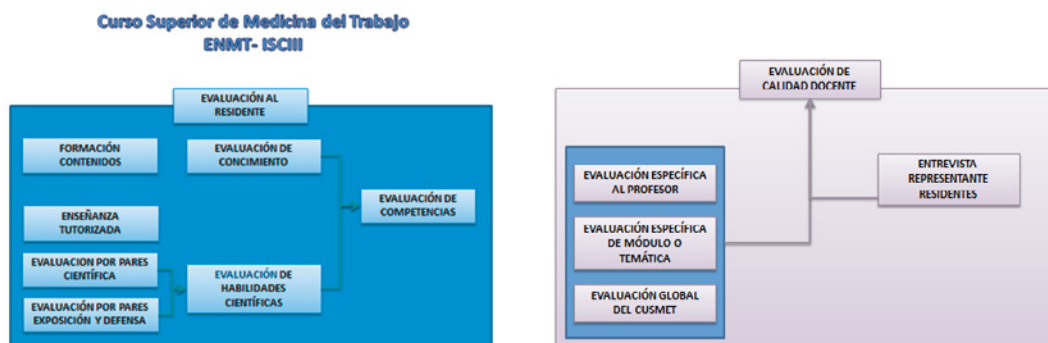 Curso Superior de Medicina del Trabajo
ENMT- ISCIII
EVALUACIÓN AL
RESIDENTE
FORMACIÓN
CONTENIDOS
EVALUACIÓN DE
CONCIMIENTO
EVALUACIÓN DE
COMPETENCIAS
ENSEÑANZA
TUTORIZADA
EVALUACION POR PARES
CIENTÍFICA
EVALUACIÓN DE
HABILIDADES
CIENTÍFICAS
EVALUACIÓN POR PARES
EXPOSICIÓN Y DEFENSA
EVALUACIÓN DE
CALIDAD DOCENTE
EVALUACIÓN ESPECÍFICA
AL PROFESOR
EVALUACIÓN ESPECÍFICA
DE MÓDULO O
TEMÁTICA
EVALUACIÓN GLOBAL
DEL CUSMET
ENTREVISTA
REPRESENTANTE
RESIDENTES